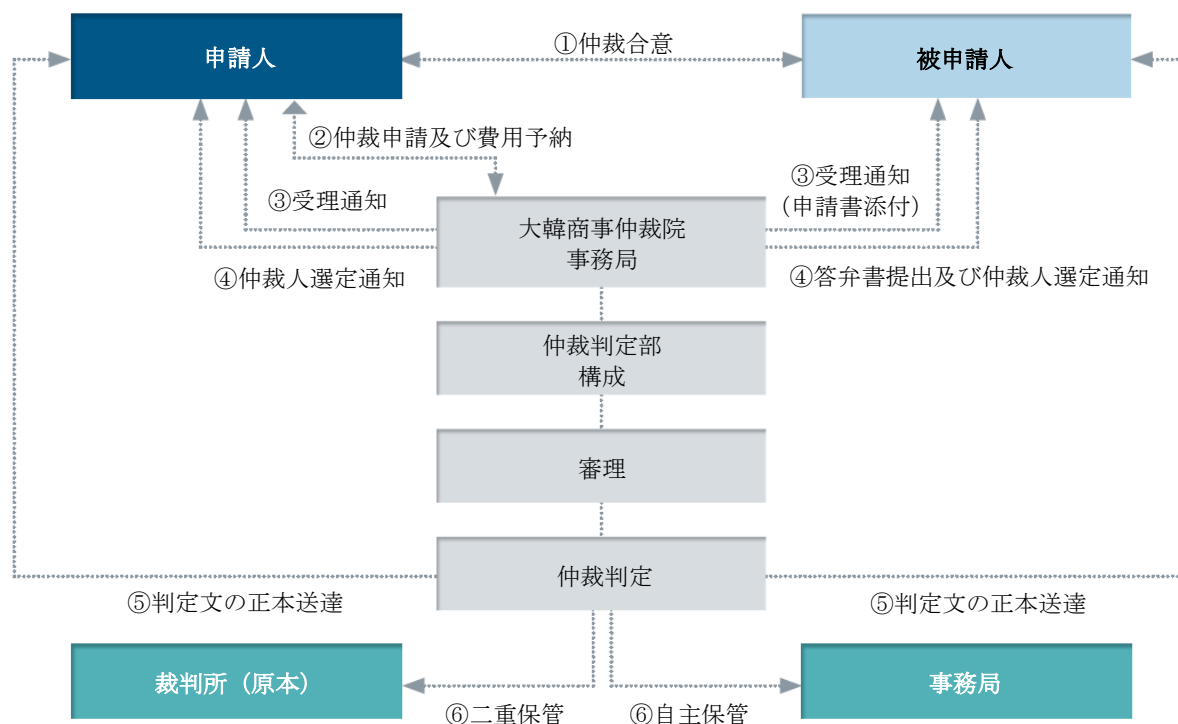 申請人
①仲裁合意
被申請人
②仲裁申請及び費用予納
③受理通知
③受理通知
（申請書添付）
大韓商事仲裁院
事務局
④仲裁人選定通知
④答弁書提出及び仲裁人選定通知
仲裁判定部
構成
審理
仲裁判定
⑤判定文の正本送達
⑤判定文の正本送達
裁判所（原本）
事務局
⑥二重保管
⑥自主保管